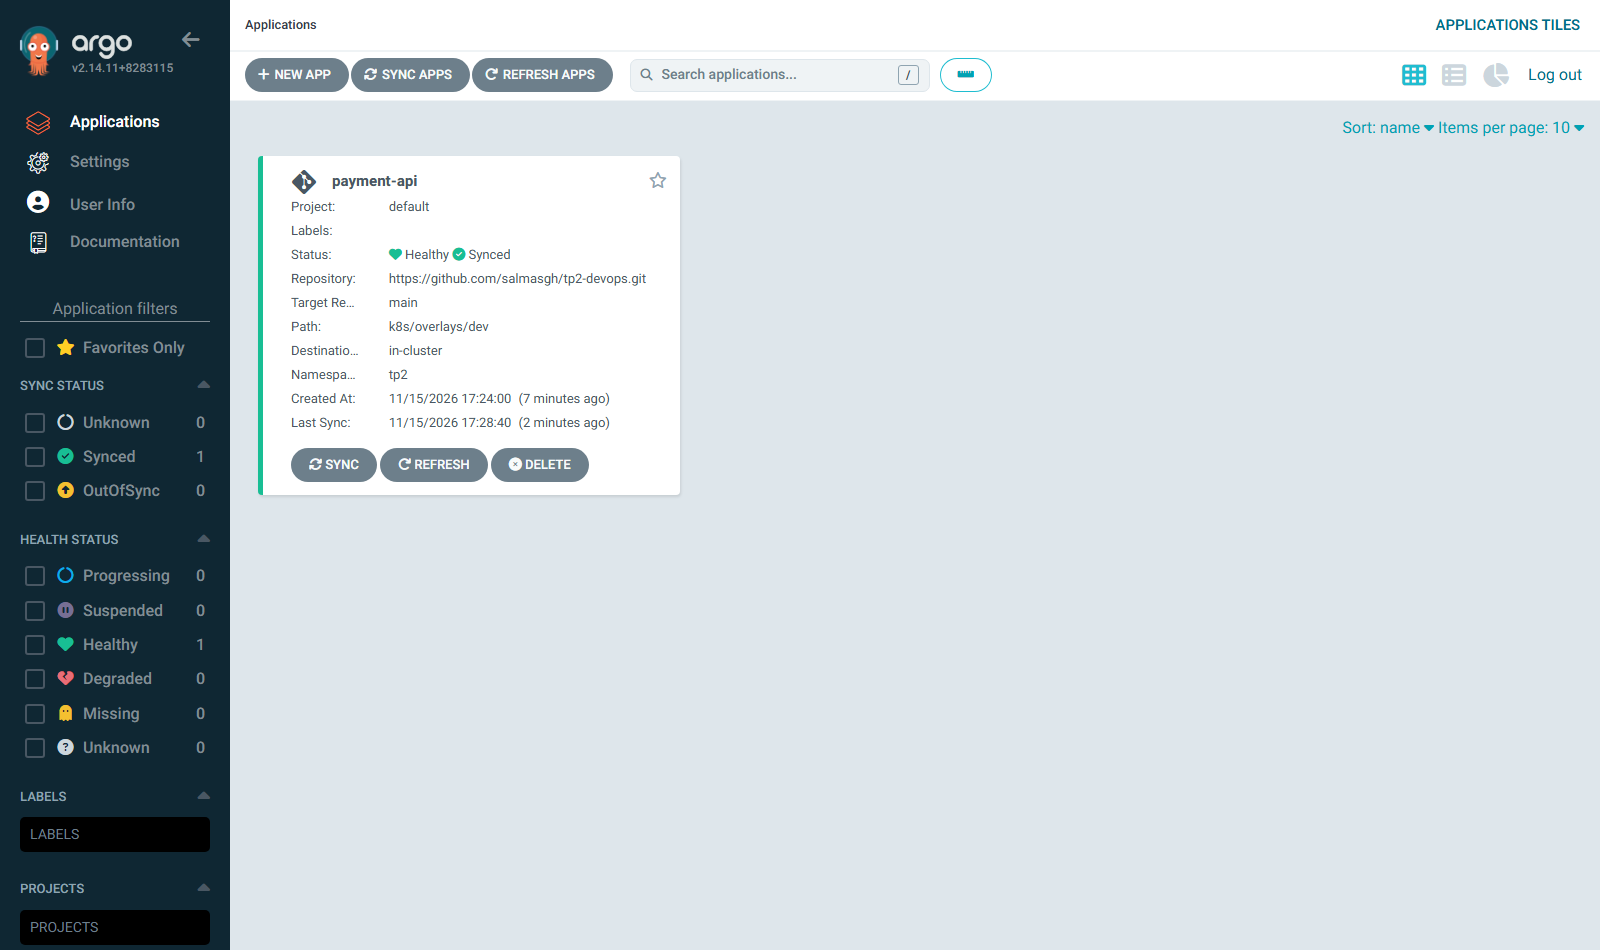 argo
v2.14.11+8283115
Applications
Settings
User Info
Documentation
Application filters
Favorites Only
SYNC STATUS
Unknown 0
Synced 1
OutOfSync 0
HEALTH STATUS
Progressing 0
Suspended 0
Healthy 1
Degraded 0
Missing 0
Unknown 0
LABELS
LABELS
PROJECTS
PROJECTS
Applications
APPLICATIONS TILES
NEW APP SYNC APPS REFRESH APPS Search applications... / Log out
Sort: name Items per page: 10
payment-api
Project: default
Labels:
Status: Healthy Synced
Repository: https://github.com/salmasgh/tp2-devops.git
Target Re... main
Path: k8s/overlays/dev
Destinatio... in-cluster
Namespa... tp2
Created At: 11/15/2026 17:24:00 (7 minutes ago)
Last Sync: 11/15/2026 17:28:40 (2 minutes ago)
SYNC REFRESH DELETE